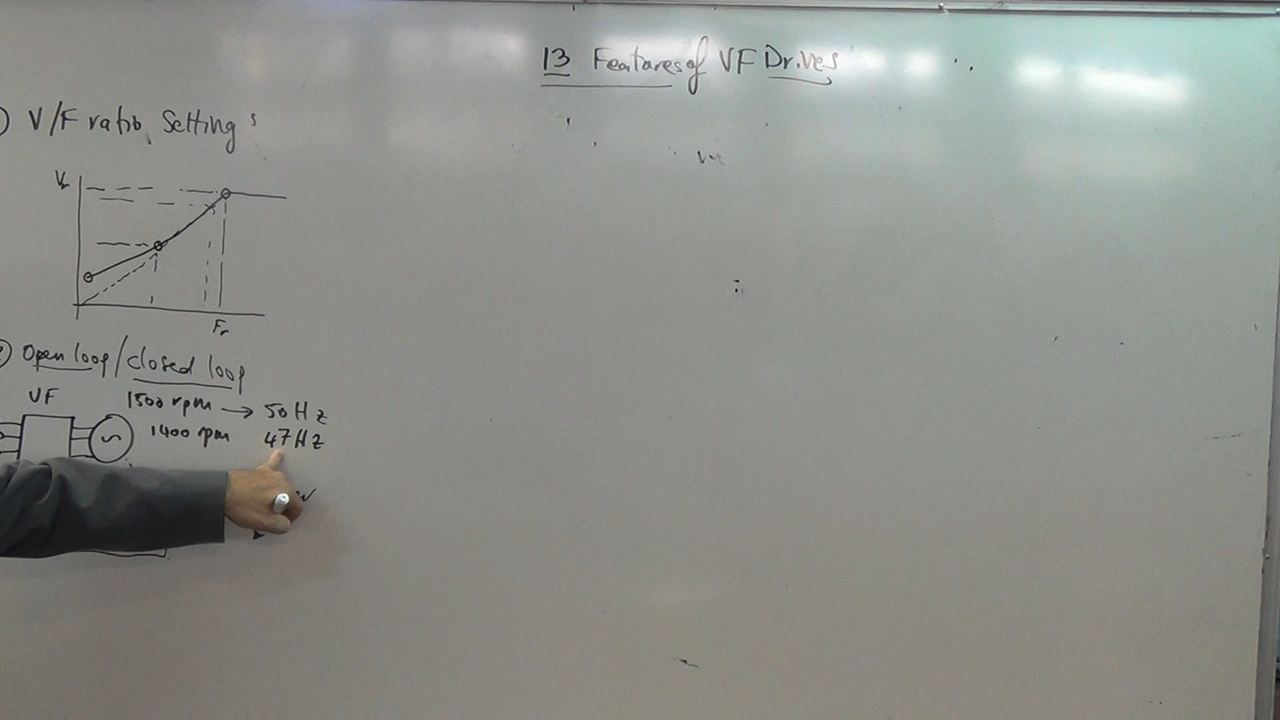 13 Features of VF Drives
) V/F ratio Setting
Fr
) Open loop/closed loop
VF
1500 rpm → 50 Hz
1400 rpm 47 Hz